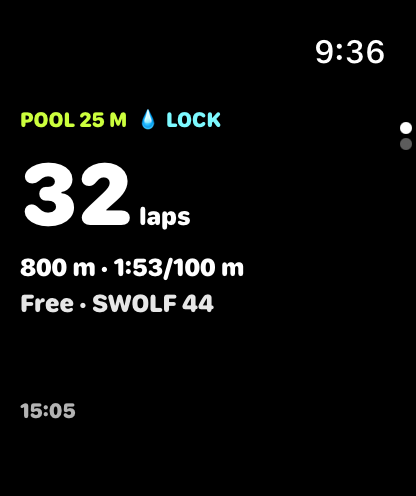 9:36
POOL 25 M 💧 LOCK
32 laps
800 m · 1:53/100 m
Free · SWOLF 44
15:05